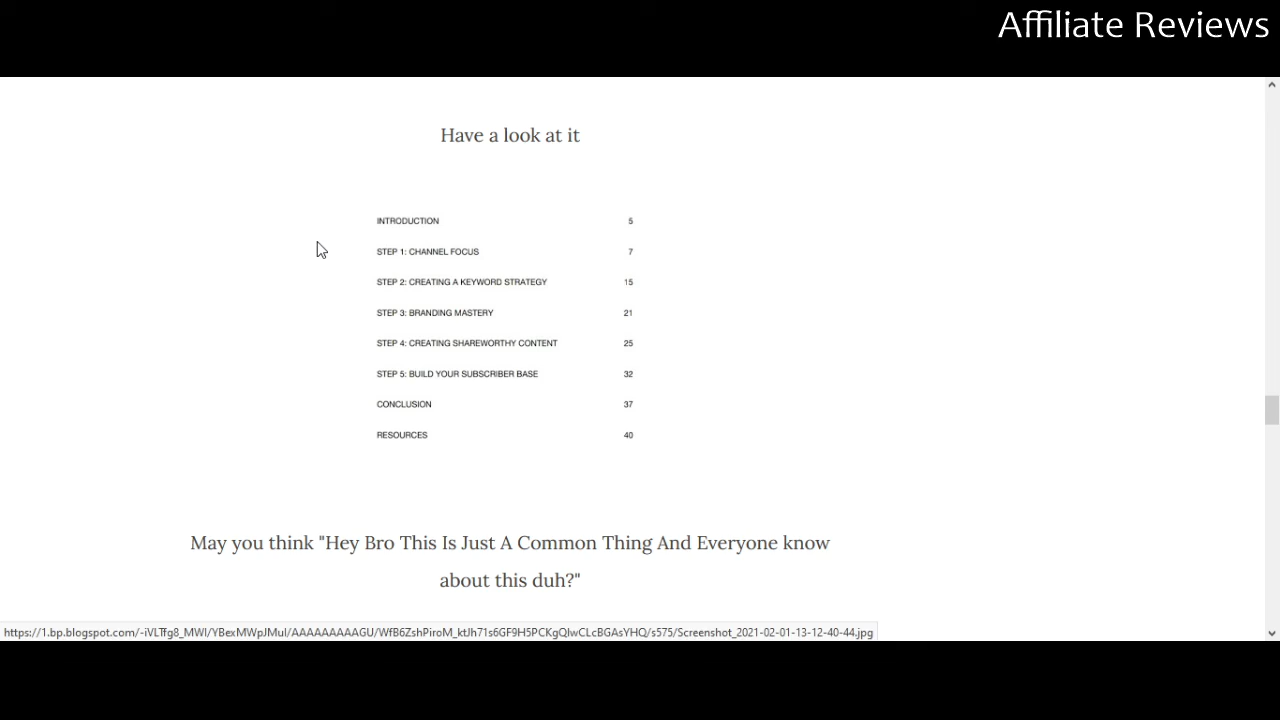 Affiliate Reviews
Have a look at it
INTRODUCTION 5
STEP 1: CHANNEL FOCUS 7
STEP 2: CREATING A KEYWORD STRATEGY 15
STEP 3: BRANDING MASTERY 21
STEP 4: CREATING SHAREWORTHY CONTENT 25
STEP 5: BUILD YOUR SUBSCRIBER BASE 32
CONCLUSION 37
RESOURCES 40
May you think "Hey Bro This Is Just A Common Thing And Everyone know
about this duh?"
https://1.bp.blogspot.com/-iVLTfg8_MWI/YBexMWpJMuI/AAAAAAAAAGU/WfB6ZshPiroM_ktJh71s6GF9H5PCKgQIwCLcBGAsYHQ/s575/Screenshot_2021-02-01-13-12-40-44.jpg